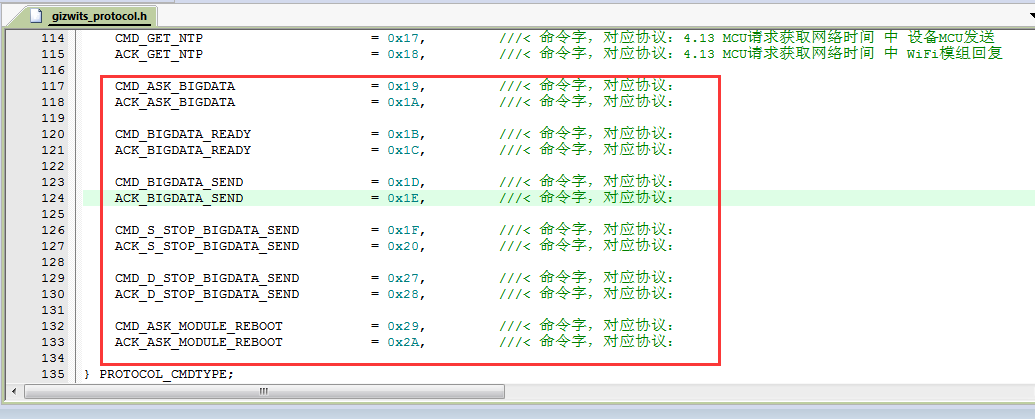 gizwits_protocol.h
114 CMD_GET_NTP = 0x17, ///< 命令字，对应协议：4.13 MCU请求获取网络时间 中 设备MCU发送
115 ACK_GET_NTP = 0x18, ///< 命令字，对应协议：4.13 MCU请求获取网络时间 中 WiFi模组回复
116
117 CMD_ASK_BIGDATA = 0x19, ///< 命令字，对应协议：
118 ACK_ASK_BIGDATA = 0x1A, ///< 命令字，对应协议：
119
120 CMD_BIGDATA_READY = 0x1B, ///< 命令字，对应协议：
121 ACK_BIGDATA_READY = 0x1C, ///< 命令字，对应协议：
122
123 CMD_BIGDATA_SEND = 0x1D, ///< 命令字，对应协议：
124 ACK_BIGDATA_SEND = 0x1E, ///< 命令字，对应协议：
125
126 CMD_S_STOP_BIGDATA_SEND = 0x1F, ///< 命令字，对应协议：
127 ACK_S_STOP_BIGDATA_SEND = 0x20, ///< 命令字，对应协议：
128
129 CMD_D_STOP_BIGDATA_SEND = 0x27, ///< 命令字，对应协议：
130 ACK_D_STOP_BIGDATA_SEND = 0x28, ///< 命令字，对应协议：
131
132 CMD_ASK_MODULE_REBOOT = 0x29, ///< 命令字，对应协议：
133 ACK_ASK_MODULE_REBOOT = 0x2A, ///< 命令字，对应协议：
134
135 } PROTOCOL_CMDTYPE;